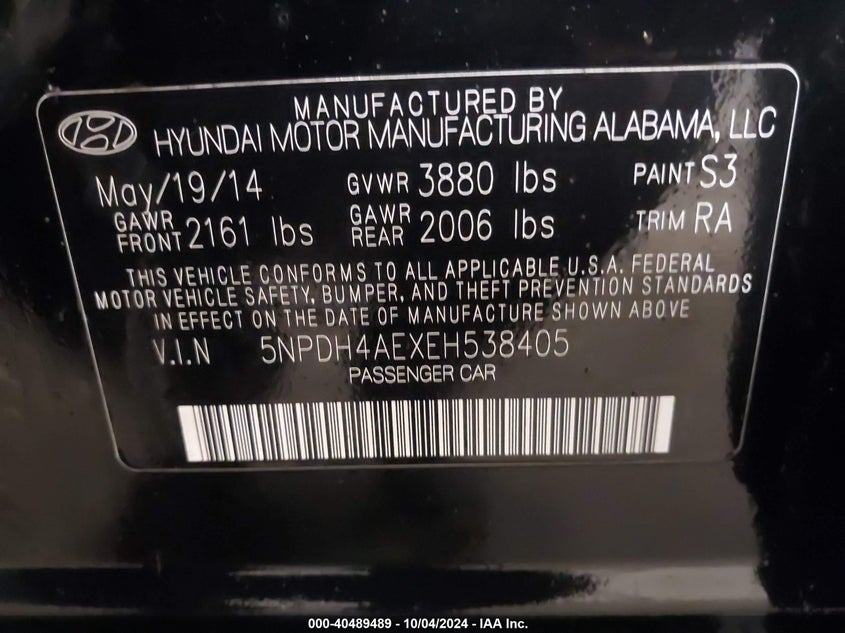 MANUFACTURED BY
HYUNDAI MOTOR MANUFACTURING ALABAMA, LLC
May/19/14 GVWR 3880 lbs PAINT S3
GAWR FRONT 2161 lbs GAWR REAR 2006 lbs TRIM RA
THIS VEHICLE CONFORMS TO ALL APPLICABLE U.S.A. FEDERAL
MOTOR VEHICLE SAFETY, BUMPER, AND THEFT PREVENTION STANDARDS
IN EFFECT ON THE DATE OF MANUFACTURE SHOWN ABOVE
V.I.N 5NPDH4AEXEH538405
PASSENGER CAR
000-40489489 - 10/04/2024 - IAA Inc.